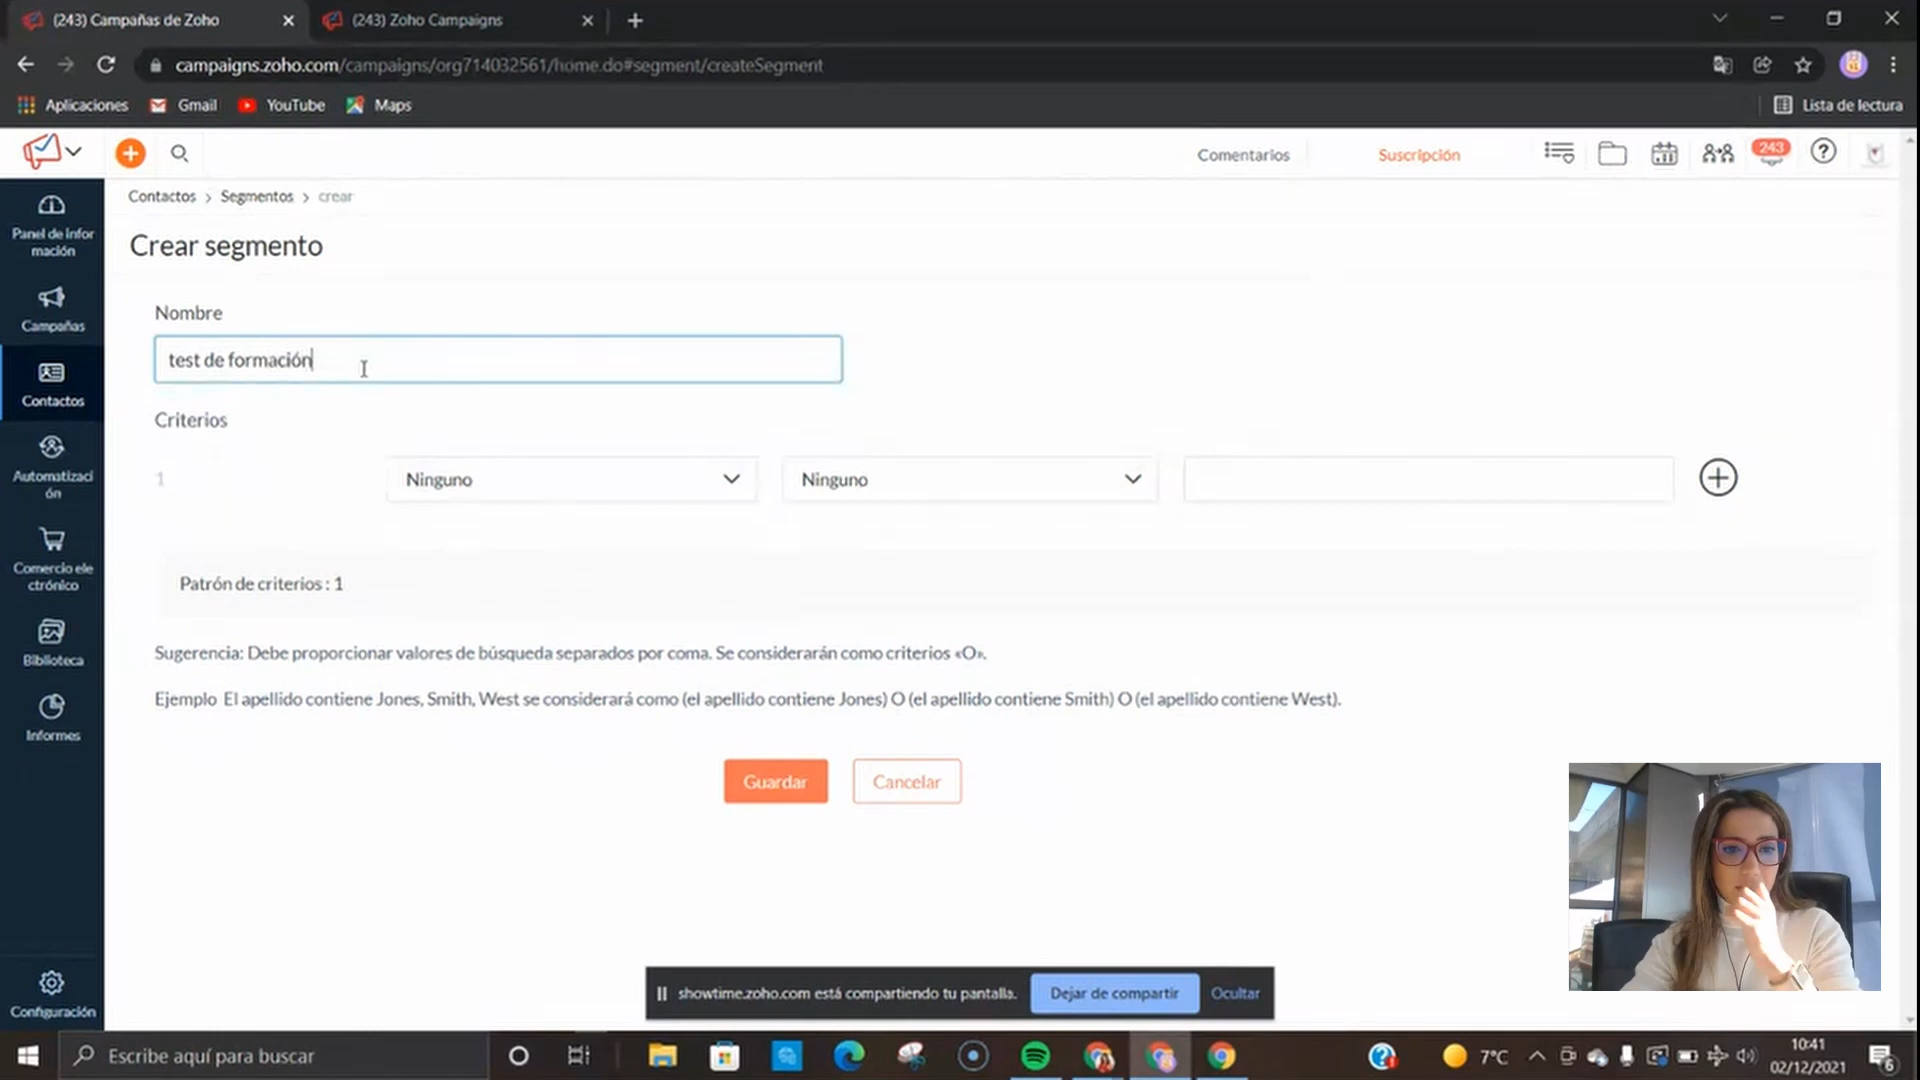 (243) Campañas de Zoho
(243) Zoho Campaigns
campaigns.zoho.com/campaigns/org714032561/home.do#segment/createSegment
Aplicaciones
Gmail
YouTube
Maps
Lista de lectura
Comentarios
Suscripción
243
Panel de infor
mación
Campañas
Contactos
Automatizaci
ón
Comercio ele
ctrónico
Biblioteca
Informes
Configuración
Contactos > Segmentos > crear
Crear segmento
Nombre
test de formación
Criterios
1
Ninguno
Ninguno
Patrón de criterios : 1
Sugerencia: Debe proporcionar valores de búsqueda separados por coma. Se considerarán como criterios «O».
Ejemplo El apellido contiene Jones, Smith, West se considerará como (el apellido contiene Jones) O (el apellido contiene Smith) O (el apellido contiene West).
Guardar
Cancelar
showtime.zoho.com está compartiendo tu pantalla.
Dejar de compartir
Ocultar
Escribe aquí para buscar
7°C
10:41
02/12/2021
6